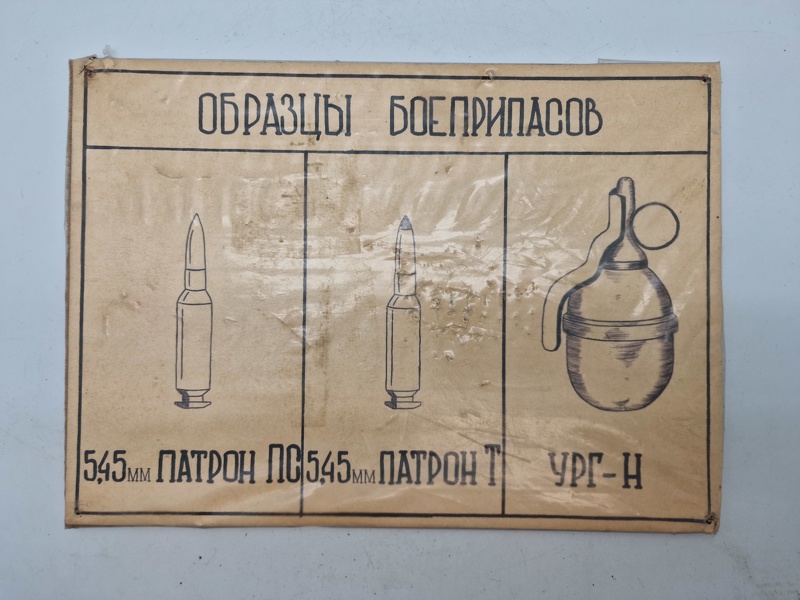 ОБРАЗЦЫ БОЕПРИПАСОВ
5,45мм ПАТРОН ПС
5,45мм ПАТРОН Т
УРГ-Н